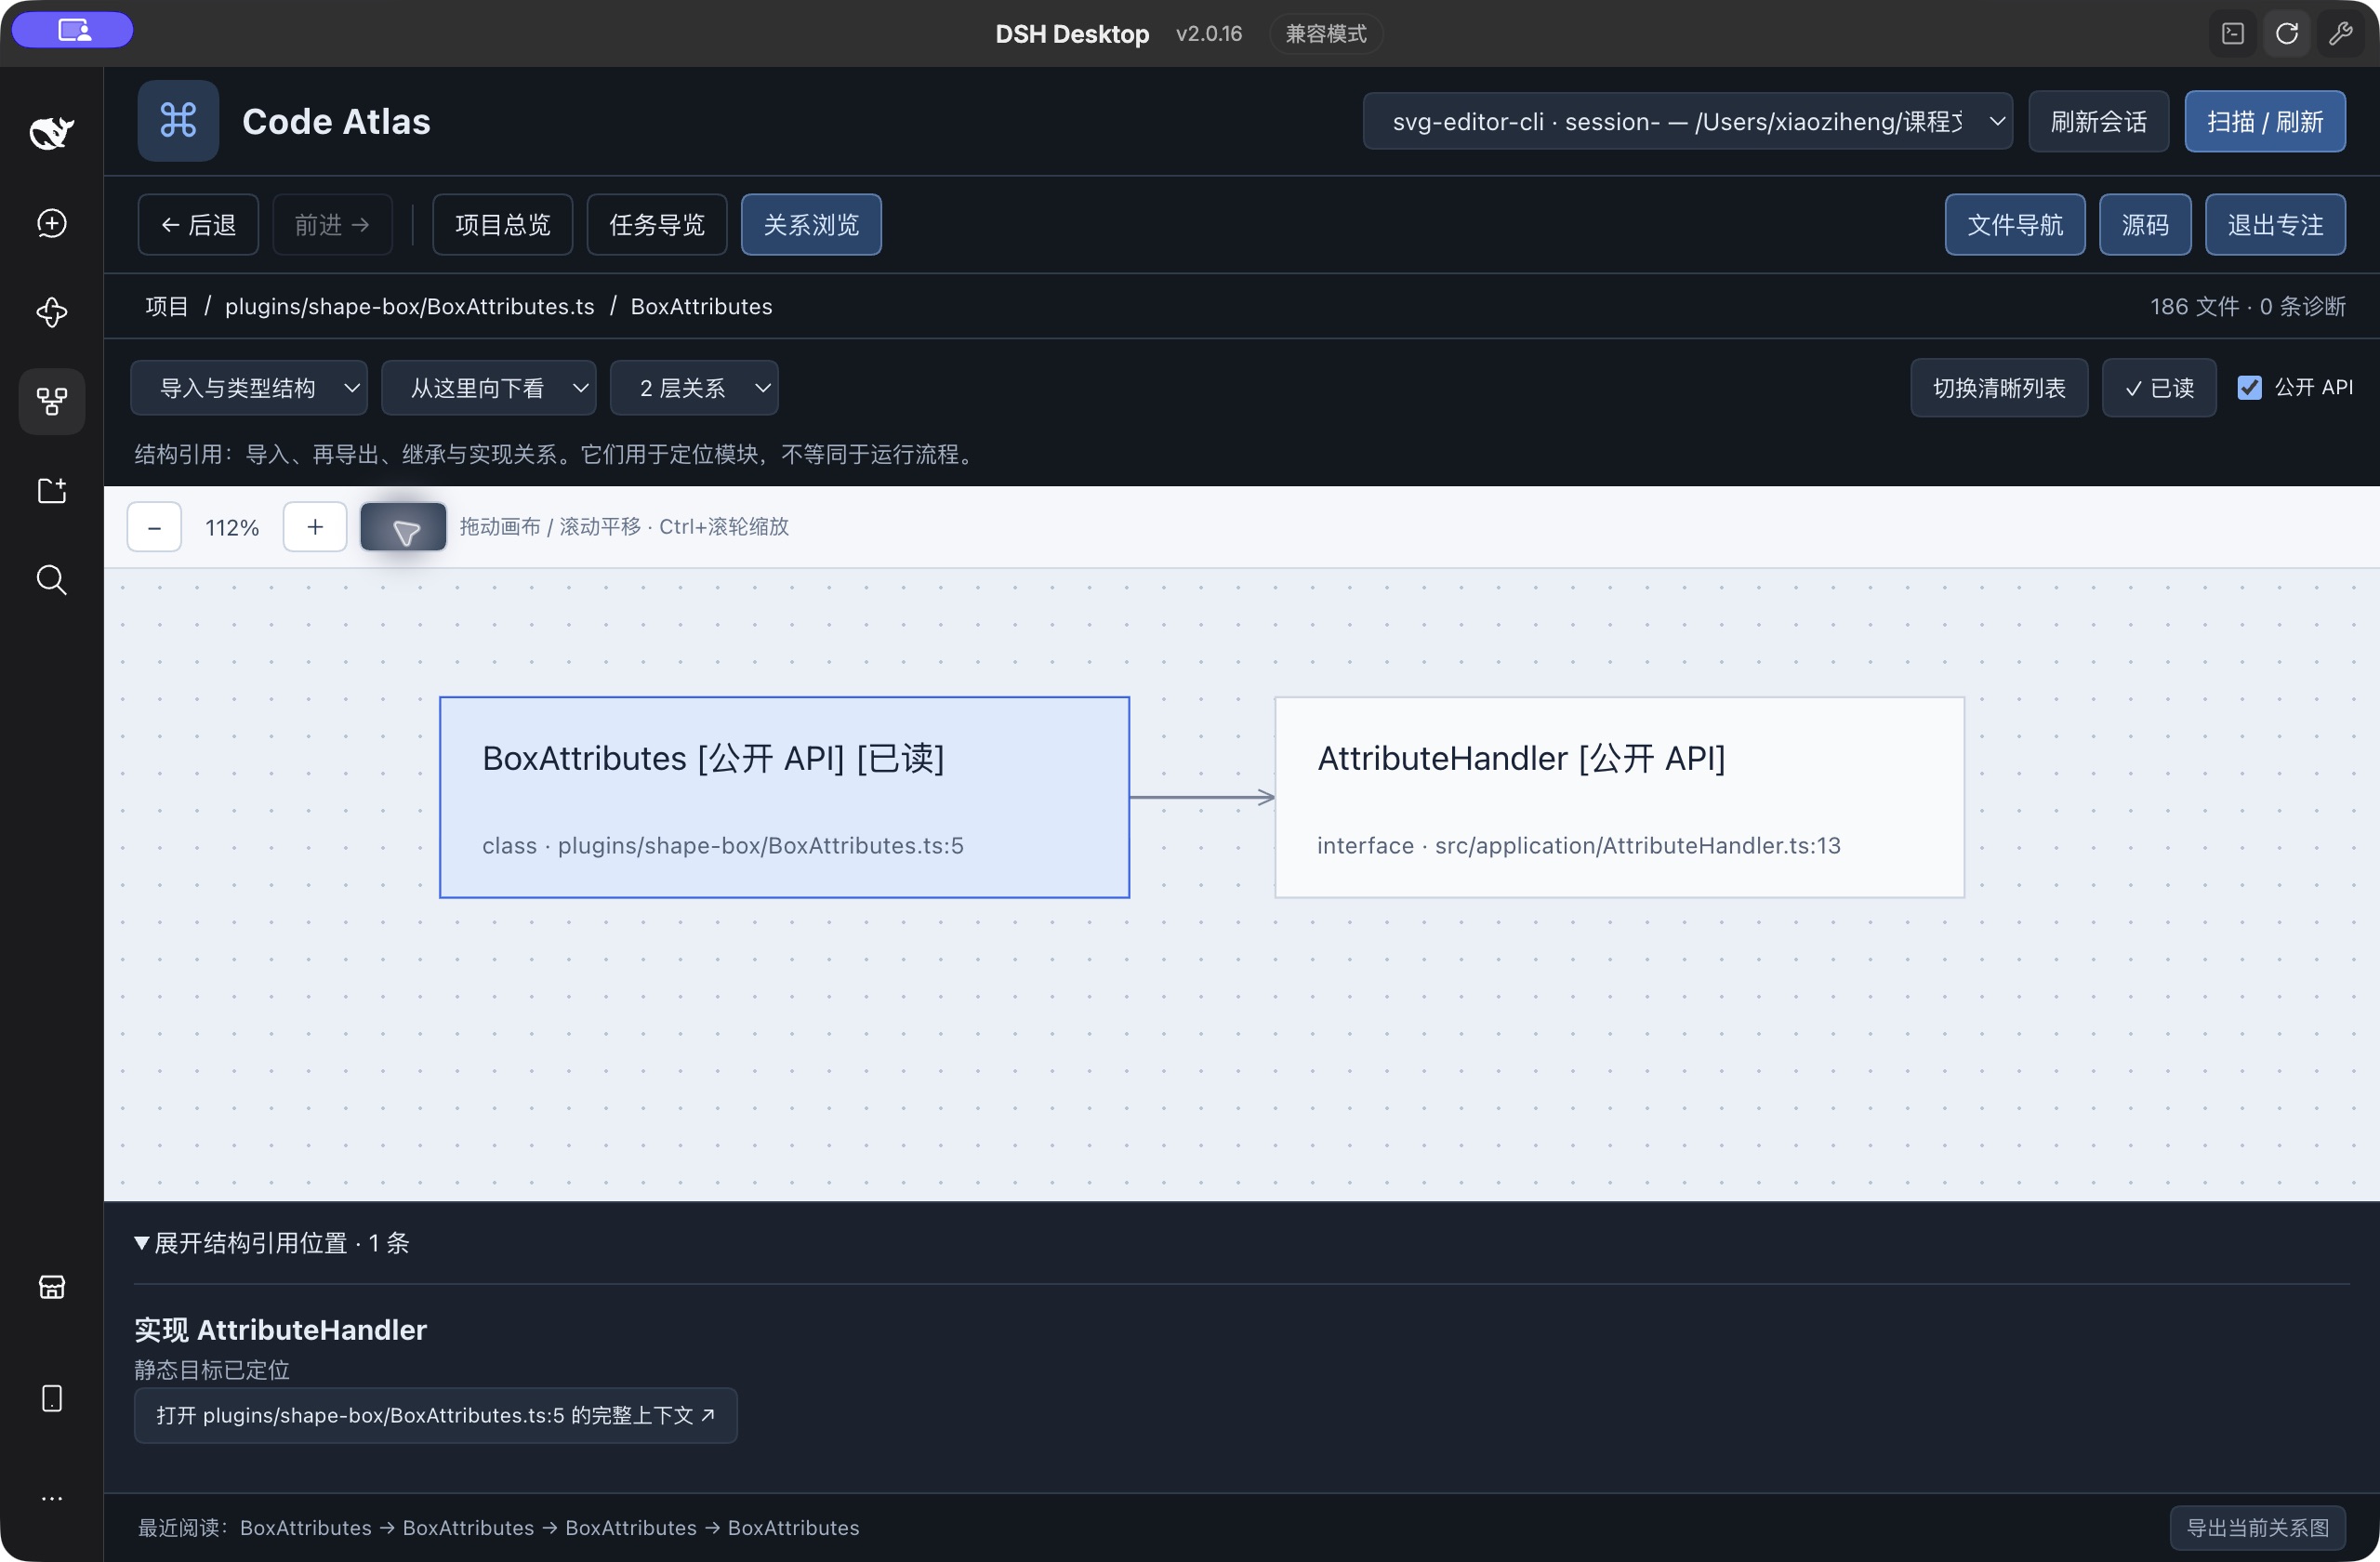 DSH Desktop v2.0.16 兼容模式
Code Atlas
svg-editor-cli · session- — /Users/xiaoziheng/课程 刷新会话 扫描 / 刷新
← 后退 前进 → 项目总览 任务导览 关系浏览 文件导航 源码 退出专注
项目 / plugins/shape-box/BoxAttributes.ts / BoxAttributes 186 文件 · 0 条诊断
导入与类型结构 从这里向下看 2 层关系 切换清晰列表 ✓ 已读 公开 API
结构引用：导入、再导出、继承与实现关系。它们用于定位模块，不等同于运行流程。
− 112% + 拖动画布 / 滚动平移 · Ctrl+滚轮缩放
BoxAttributes [公开 API] [已读]
class · plugins/shape-box/BoxAttributes.ts:5
AttributeHandler [公开 API]
interface · src/application/AttributeHandler.ts:13
▼展开结构引用位置 · 1 条
实现 AttributeHandler
静态目标已定位
打开 plugins/shape-box/BoxAttributes.ts:5 的完整上下文 ↗
最近阅读：BoxAttributes → BoxAttributes → BoxAttributes → BoxAttributes 导出当前关系图